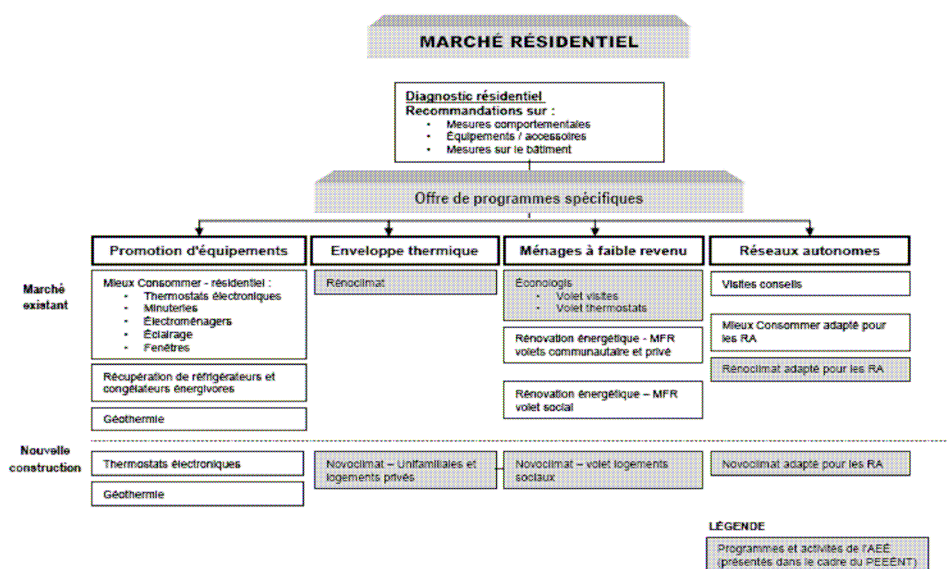 MARCHÉ RÉSIDENTIEL
Diagnostic résidentiel
Recommandations sur :
• Mesures comportementales
• Équipements / accessoires
• Mesures sur le bâtiment
Offre de programmes spécifiques
Promotion d'équipements
Enveloppe thermique
Ménages à faible revenu
Réseaux autonomes
Marché
existant
Mieux Consommer - résidentiel :
• Thermostats électroniques
• Minuteries
• Électroménagers
• Éclairage
• Fenêtres
Récupération de réfrigérateurs et
congélateurs énergivores
Géothermie
Rénoclimat
Éconologis
• Volet visites
• Volet thermostats
Rénovation énergétique - MFR
volets communautaire et privé
Rénovation énergétique – MFR
volet social
Visites conseils
Mieux Consommer adapté pour
les RA
Rénoclimat adapté pour les RA
Nouvelle
construction
Thermostats électroniques
Géothermie
Novoclimat – Unifamiliales et
logements privés
Novoclimat – volet logements
sociaux
Novoclimat adapté pour les RA
LÉGENDE
Programmes et activités de l'AEÉ
(présentés dans le cadre du PEEÉNT)